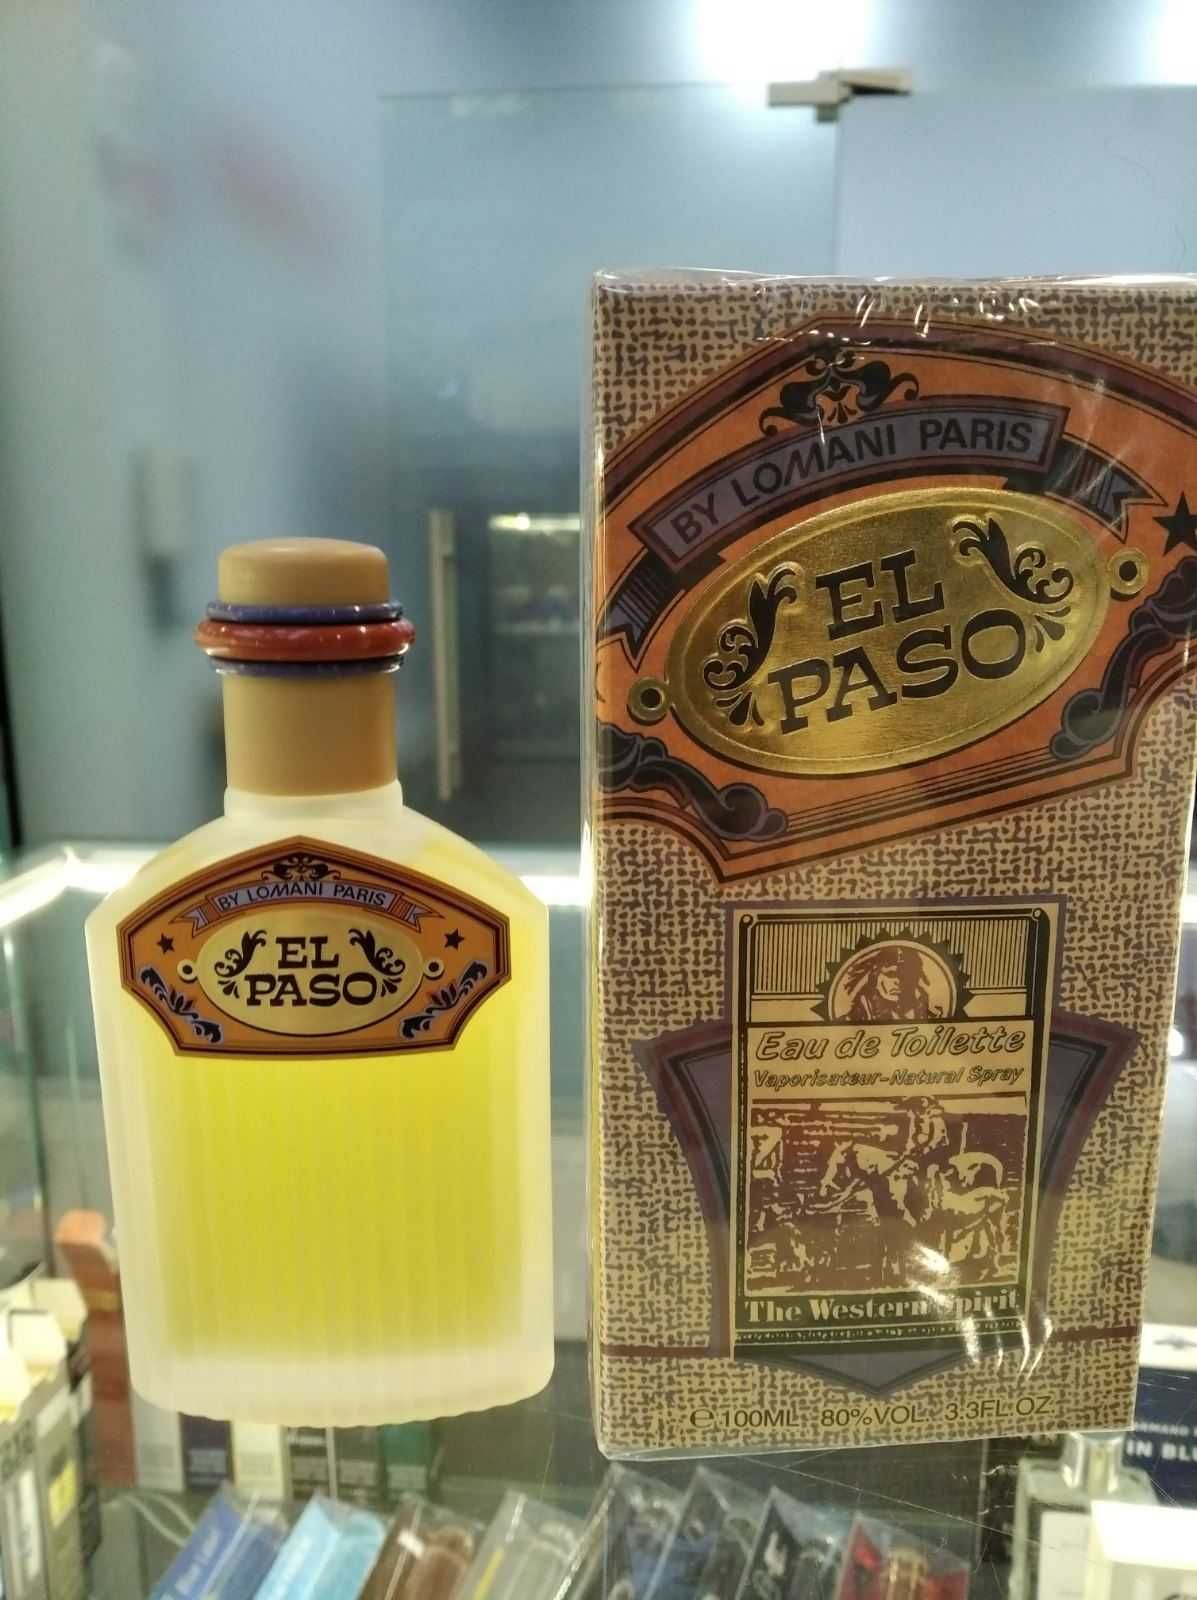 BY LOMANI PARIS
EL
PASO
BY LOMANI PARIS
EL
PASO
Eau de Toilette
Vaporisateur-Natural Spray
The Western Spirit
e 100ML 80%VOL. 3.3FL.OZ.